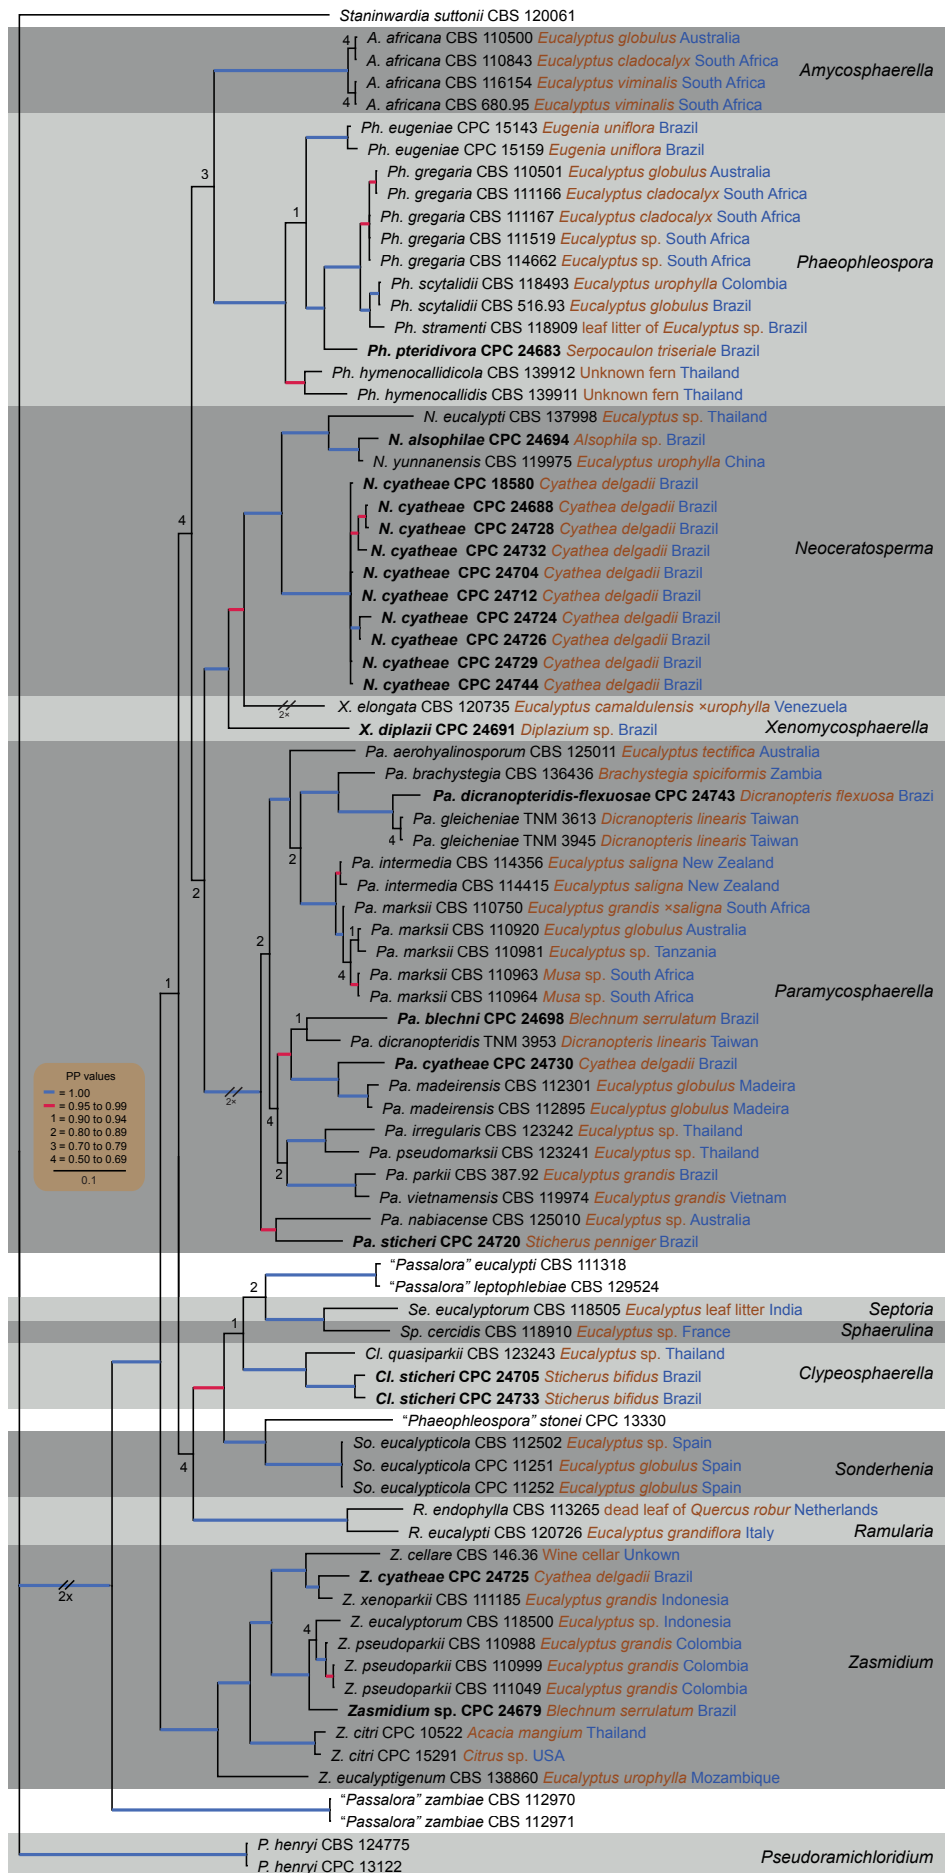 Staninwardia suttonii CBS 120061
A. africana CBS 110500 Eucalyptus globulus Australia
A. africana CBS 110843 Eucalyptus cladocalyx South Africa
A. africana CBS 116154 Eucalyptus viminalis South Africa
A. africana CBS 680.95 Eucalyptus viminalis South Africa
Amycosphaerella
4
4
Ph. eugeniae CPC 15143 Eugenia uniflora Brazil
Ph. eugeniae CPC 15159 Eugenia uniflora Brazil
Ph. gregaria CBS 110501 Eucalyptus globulus Australia
Ph. gregaria CBS 111166 Eucalyptus cladocalyx South Africa
Ph. gregaria CBS 111167 Eucalyptus cladocalyx South Africa
Ph. gregaria CBS 111519 Eucalyptus sp. South Africa
Ph. gregaria CBS 114662 Eucalyptus sp. South Africa
Ph. scytalidii CBS 118493 Eucalyptus urophylla Colombia
Ph. scytalidii CBS 516.93 Eucalyptus globulus Brazil
Ph. stramenti CBS 118909 leaf litter of Eucalyptus sp. Brazil
Ph. pteridivora CPC 24683 Serpocaulon triseriale Brazil
Ph. hymenocallidicola CBS 139912 Unknown fern Thailand
Ph. hymenocallidis CBS 139911 Unknown fern Thailand
Phaeophleospora
3
1
N. eucalypti CBS 137998 Eucalyptus sp. Thailand
N. alsophilae CPC 24694 Alsophila sp. Brazil
N. yunnanensis CBS 119975 Eucalyptus urophylla China
N. cyatheae CPC 18580 Cyathea delgadii Brazil
N. cyatheae CPC 24688 Cyathea delgadii Brazil
N. cyatheae CPC 24728 Cyathea delgadii Brazil
N. cyatheae CPC 24732 Cyathea delgadii Brazil
N. cyatheae CPC 24704 Cyathea delgadii Brazil
N. cyatheae CPC 24712 Cyathea delgadii Brazil
N. cyatheae CPC 24724 Cyathea delgadii Brazil
N. cyatheae CPC 24726 Cyathea delgadii Brazil
N. cyatheae CPC 24729 Cyathea delgadii Brazil
N. cyatheae CPC 24744 Cyathea delgadii Brazil
Neoceratosperma
4
X. elongata CBS 120735 Eucalyptus camaldulensis ×urophylla Venezuela
X. diplazii CPC 24691 Diplazium sp. Brazil
Xenomycosphaerella
2×
Pa. aerohyalinosporum CBS 125011 Eucalyptus tectifica Australia
Pa. brachystegia CBS 136436 Brachystegia spiciformis Zambia
Pa. dicranopteridis-flexuosae CPC 24743 Dicranopteris flexuosa Brazi
Pa. gleicheniae TNM 3613 Dicranopteris linearis Taiwan
Pa. gleicheniae TNM 3945 Dicranopteris linearis Taiwan
Pa. intermedia CBS 114356 Eucalyptus saligna New Zealand
Pa. intermedia CBS 114415 Eucalyptus saligna New Zealand
Pa. marksii CBS 110750 Eucalyptus grandis ×saligna South Africa
Pa. marksii CBS 110920 Eucalyptus globulus Australia
Pa. marksii CBS 110981 Eucalyptus sp. Tanzania
Pa. marksii CBS 110963 Musa sp. South Africa
Pa. marksii CBS 110964 Musa sp. South Africa
Pa. blechni CPC 24698 Blechnum serrulatum Brazil
Pa. dicranopteridis TNM 3953 Dicranopteris linearis Taiwan
Pa. cyatheae CPC 24730 Cyathea delgadii Brazil
Pa. madeirensis CBS 112301 Eucalyptus globulus Madeira
Pa. madeirensis CBS 112895 Eucalyptus globulus Madeira
Pa. irregularis CBS 123242 Eucalyptus sp. Thailand
Pa. pseudomarksii CBS 123241 Eucalyptus sp. Thailand
Pa. parkii CBS 387.92 Eucalyptus grandis Brazil
Pa. vietnamensis CBS 119974 Eucalyptus grandis Vietnam
Pa. nabiacense CBS 125010 Eucalyptus sp. Australia
Pa. sticheri CPC 24720 Sticherus penniger Brazil
Paramycosphaerella
4
2
2
1
2
4
1
1
4
2
2×
PP values
= 1.00
= 0.95 to 0.99
1 = 0.90 to 0.94
2 = 0.80 to 0.89
3 = 0.70 to 0.79
4 = 0.50 to 0.69
0.1
"Passalora" eucalypti CBS 111318
"Passalora" leptophlebiae CBS 129524
2
Se. eucalyptorum CBS 118505 Eucalyptus leaf litter India
Septoria
Sp. cercidis CBS 118910 Eucalyptus sp. France
Sphaerulina
1
Cl. quasiparkii CBS 123243 Eucalyptus sp. Thailand
Cl. sticheri CPC 24705 Sticherus bifidus Brazil
Cl. sticheri CPC 24733 Sticherus bifidus Brazil
Clypeosphaerella
"Phaeophleospora" stonei CPC 13330
So. eucalypticola CBS 112502 Eucalyptus sp. Spain
So. eucalypticola CPC 11251 Eucalyptus globulus Spain
So. eucalypticola CPC 11252 Eucalyptus globulus Spain
Sonderhenia
4
R. endophylla CBS 113265 dead leaf of Quercus robur Netherlands
R. eucalypti CBS 120726 Eucalyptus grandiflora Italy
Ramularia
Z. cellare CBS 146.36 Wine cellar Unkown
Z. cyatheae CPC 24725 Cyathea delgadii Brazil
Z. xenoparkii CBS 111185 Eucalyptus grandis Indonesia
Z. eucalyptorum CBS 118500 Eucalyptus sp. Indonesia
Z. pseudoparkii CBS 110988 Eucalyptus grandis Colombia
Z. pseudoparkii CBS 110999 Eucalyptus grandis Colombia
Z. pseudoparkii CBS 111049 Eucalyptus grandis Colombia
Zasmidium sp. CPC 24679 Blechnum serrulatum Brazil
Z. citri CPC 10522 Acacia mangium Thailand
Z. citri CPC 15291 Citrus sp. USA
Z. eucalyptigenum CBS 138860 Eucalyptus urophylla Mozambique
Zasmidium
2x
4
"Passalora" zambiae CBS 112970
"Passalora" zambiae CBS 112971
P. henryi CBS 124775
P. henryi CPC 13122
Pseudoramichloridium